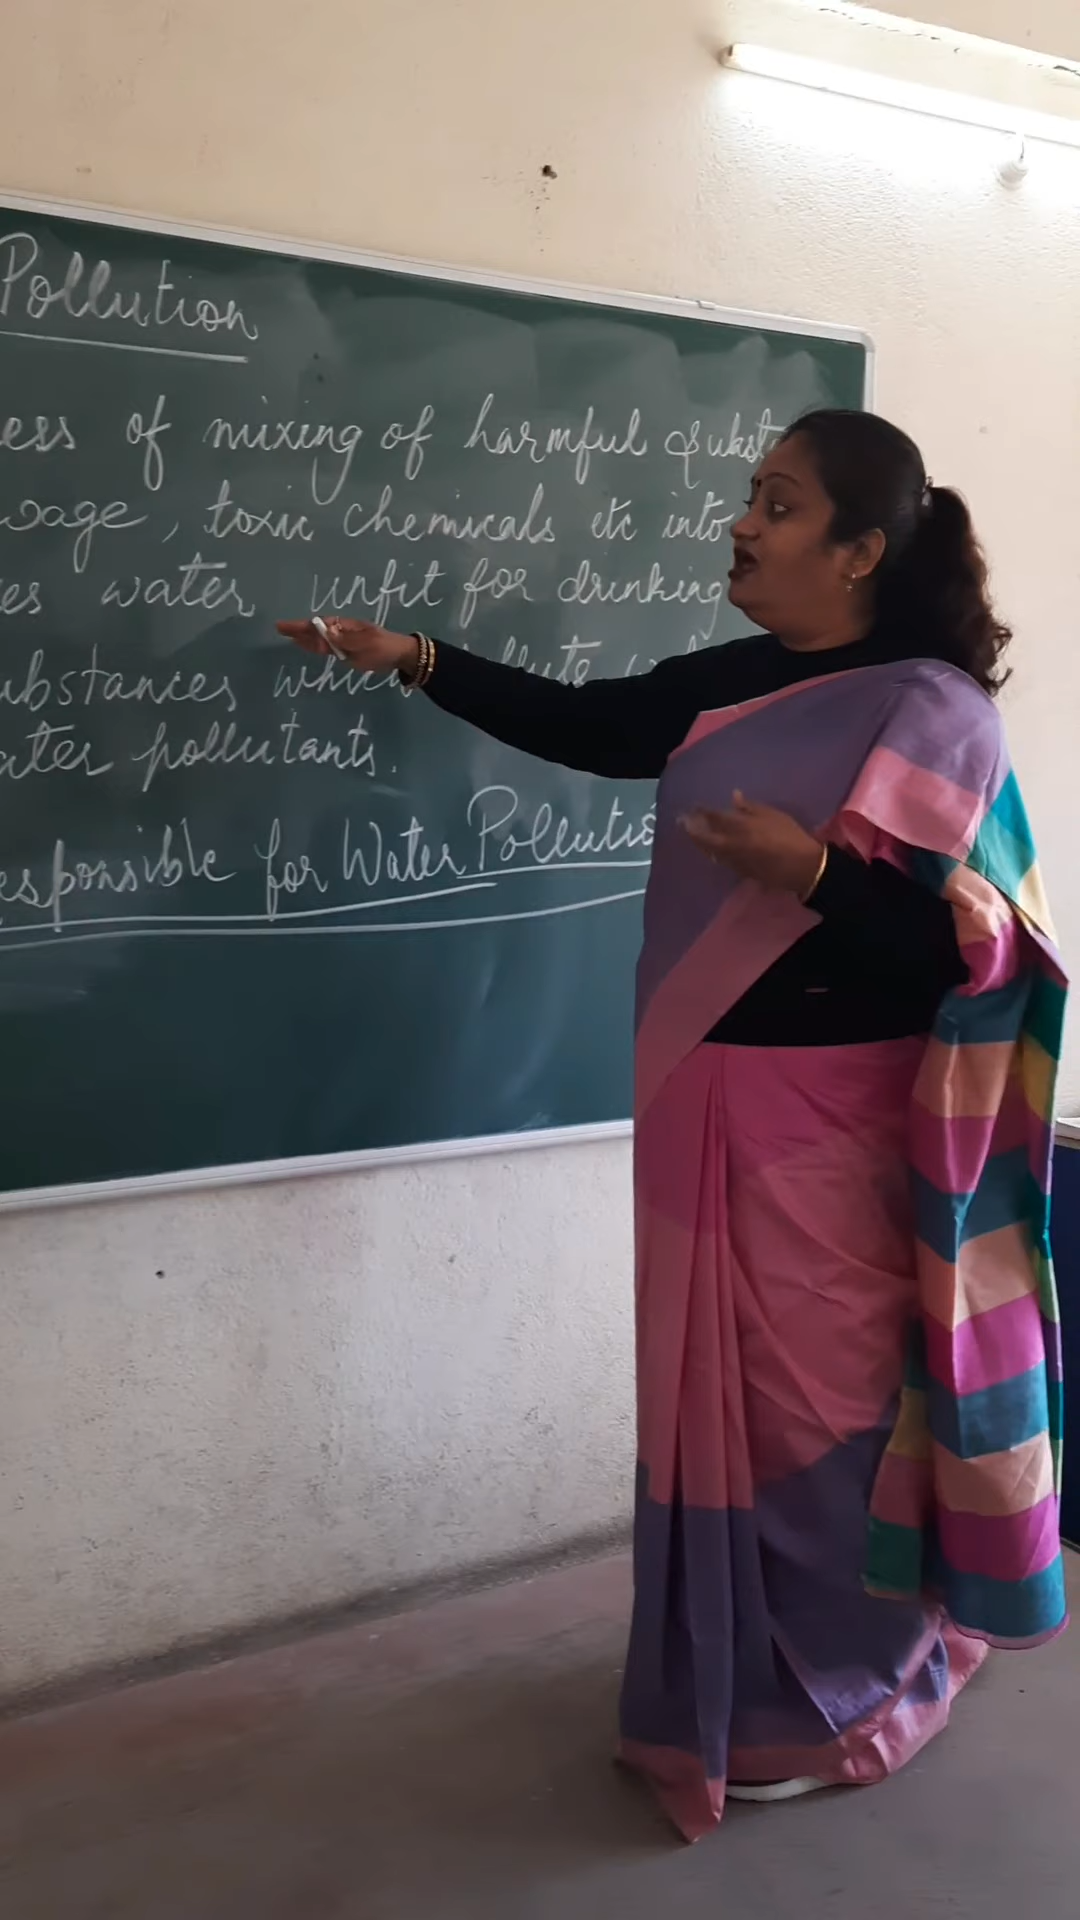 Pollution
ess of mixing of harmful Subst
wage, toxic chemicals etc into
es water unfit for drinking
ubstances which llute
ater pollutants.
esponsible for Water Pollutio